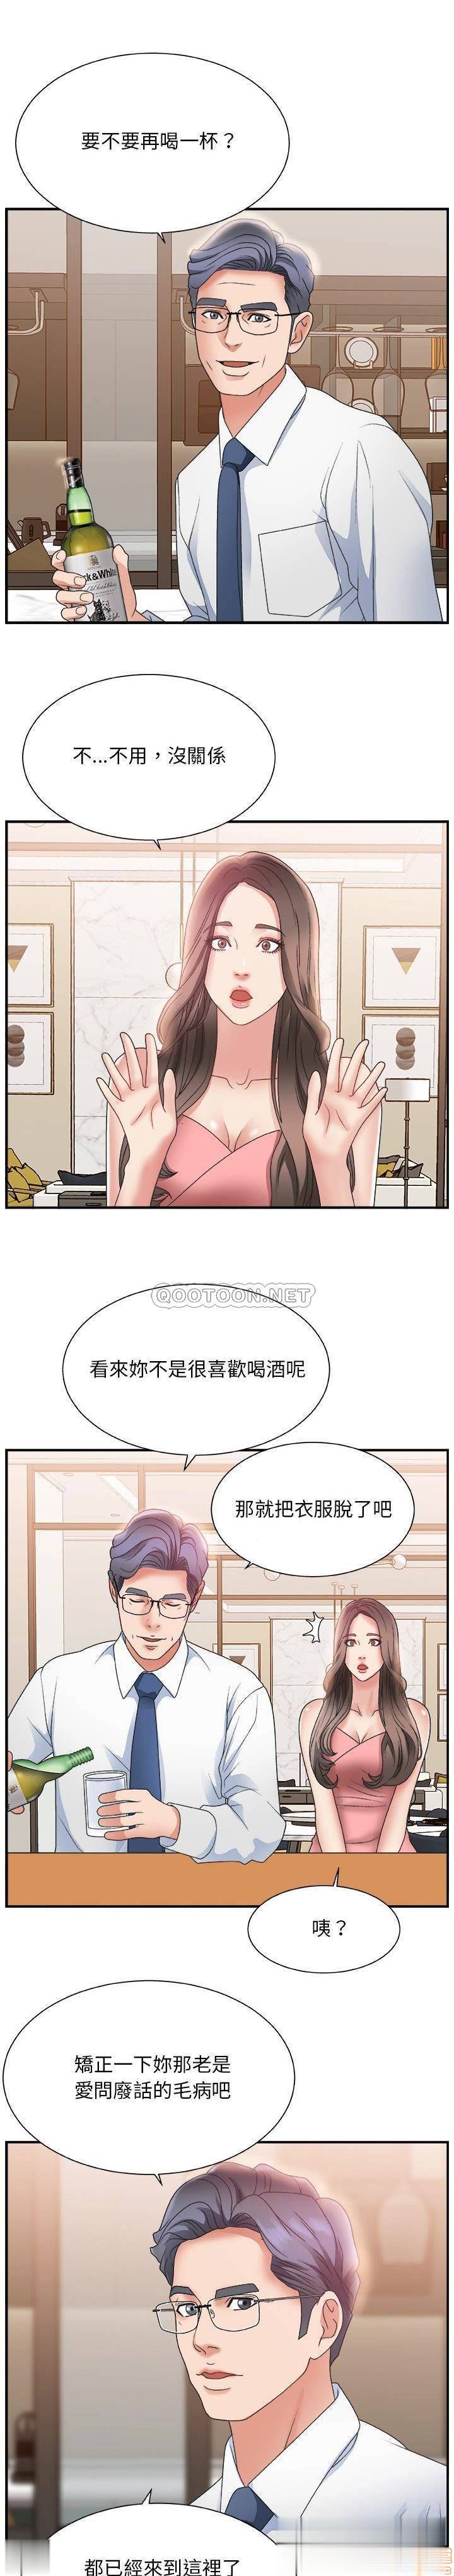 要不要再喝一杯？
ck&White
不...不用，沒關係
QOOTOON.NET
看來妳不是很喜歡喝酒呢
那就把衣服脫了吧
咦？
矯正一下妳那老是
愛問廢話的毛病吧
都已經來到這裡了